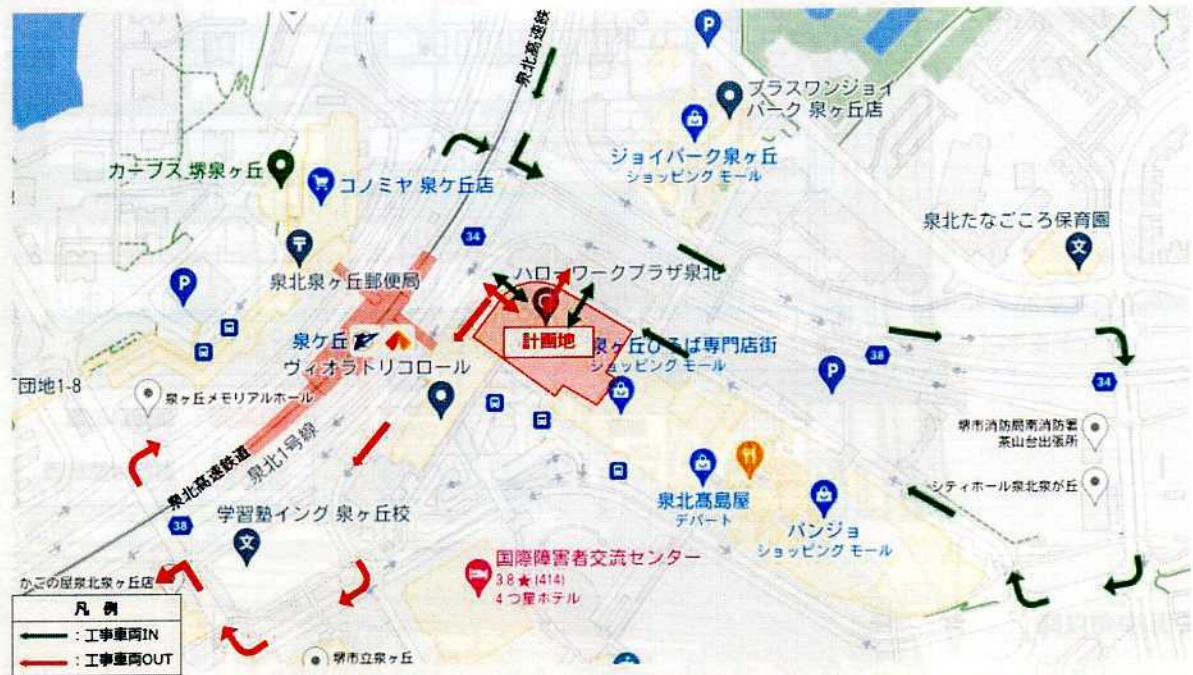 泉北高速鉄
プラスワンジョイ
パーク 泉ヶ丘店
ジョイパーク泉ヶ丘
ショッピング モール
カーブス 堺泉ヶ丘
コノミヤ 泉ケ丘店
泉北たなごころ保育園
34
泉北泉ヶ丘郵便局
ハローワークプラザ泉北
計画地
泉ケ丘
ヴィオラドリコロール
泉ヶ丘ひろば専門店街
ショッピング モール
38
34
団地1-8
泉ヶ丘メモリアルホール
堺市消防局南消防署
茶山台出張所
シティホール泉北泉が丘
泉北高速鉄道
泉北1号線
泉北髙島屋
デパート
パンジョ
ショッピング モール
38
学習塾イング 泉ヶ丘校
国際障害者交流センター
3.8★(414)
4つ星ホテル
かごの屋泉北泉ヶ丘店
凡 例
:工事車両IN
:工事車両OUT
堺市立泉ヶ丘